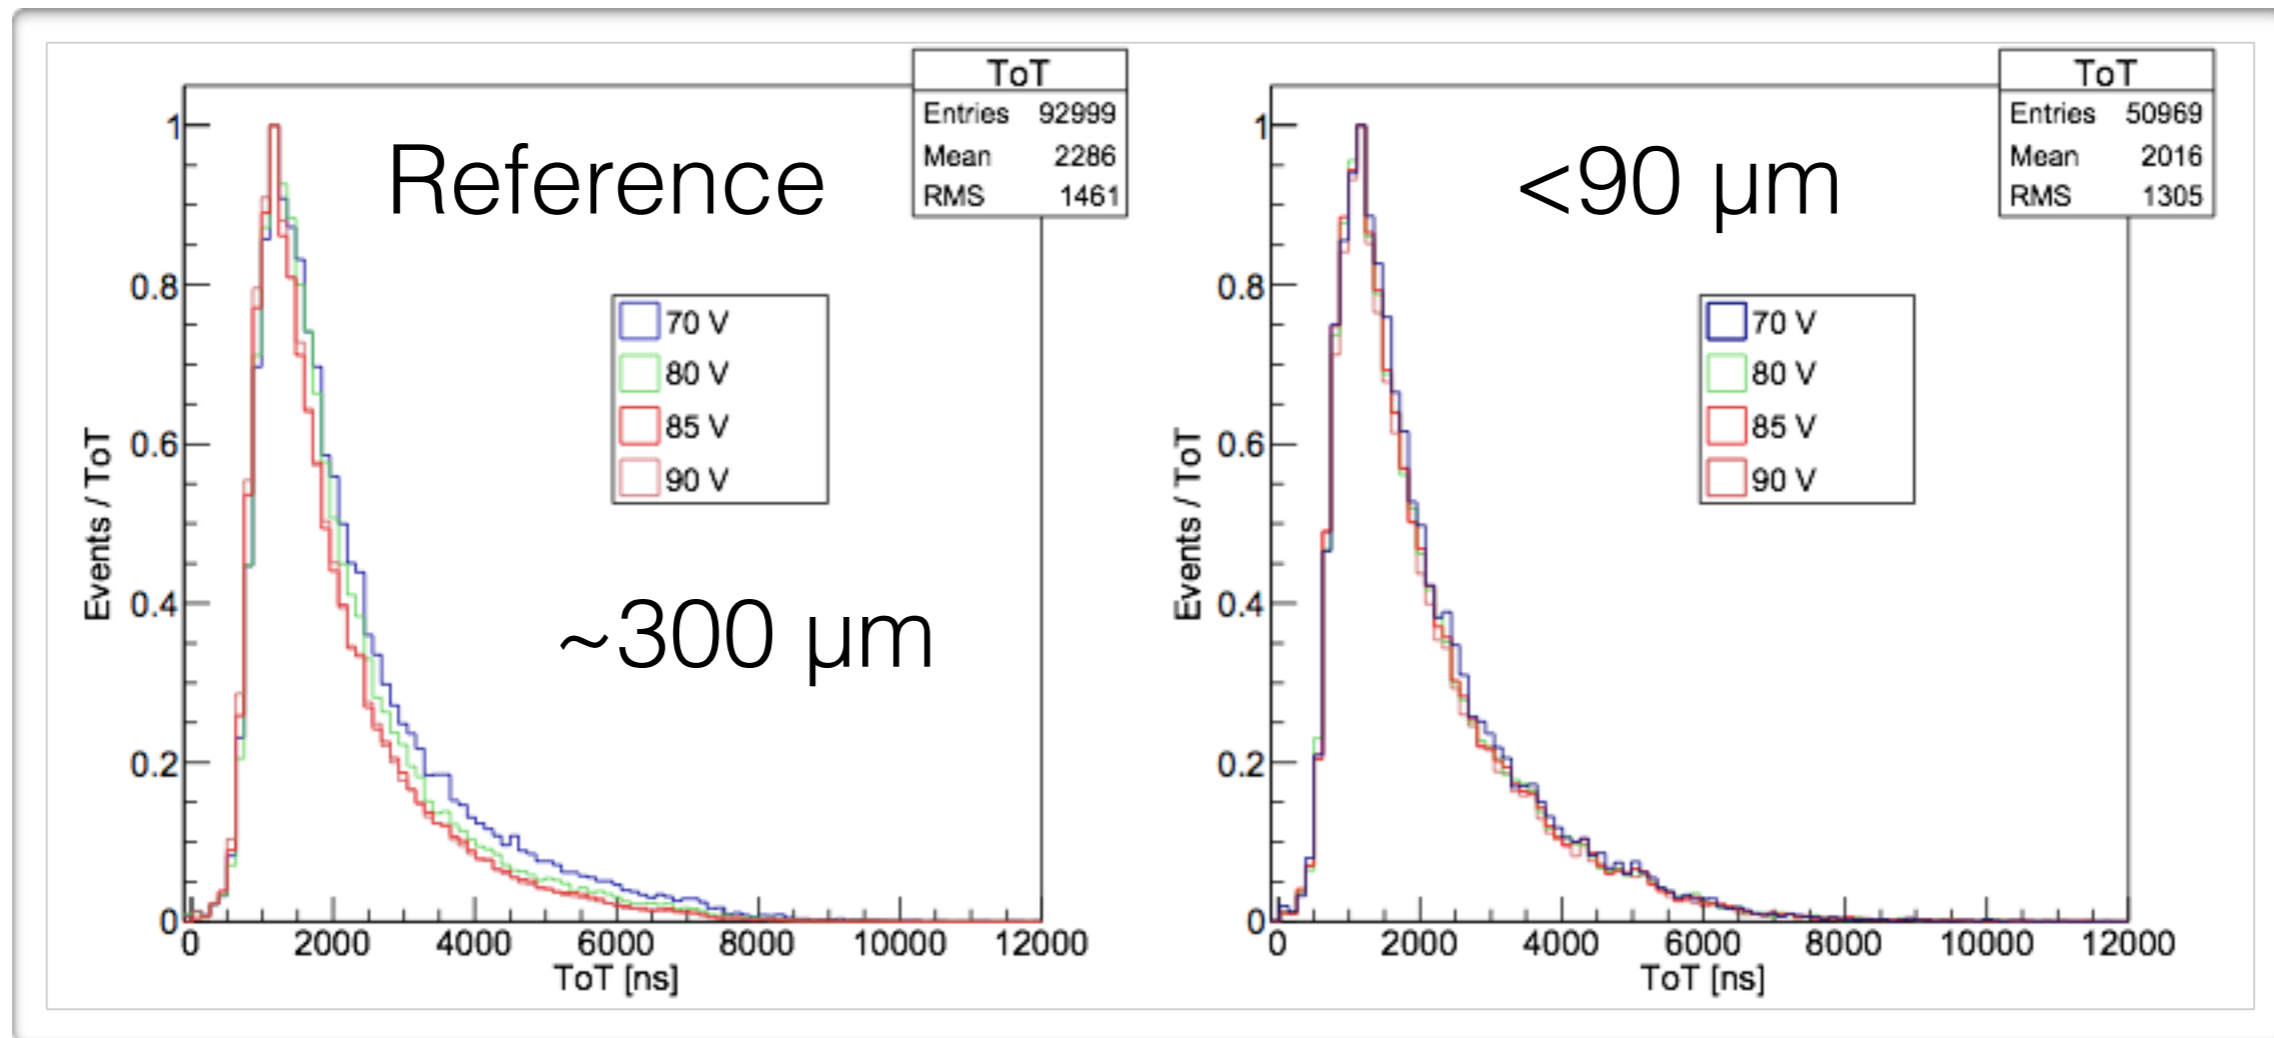 ToT
Entries 92999
Mean 2286
RMS 1461
Reference
70 V
80 V
85 V
90 V
~300 µm
Events / ToT
1
0.8
0.6
0.4
0.2
0
0 2000 4000 6000 8000 10000 12000
ToT [ns]
ToT
Entries 50969
Mean 2016
RMS 1305
<90 µm
70 V
80 V
85 V
90 V
Events / ToT
1
0.8
0.6
0.4
0.2
0
0 2000 4000 6000 8000 10000 12000
ToT [ns]